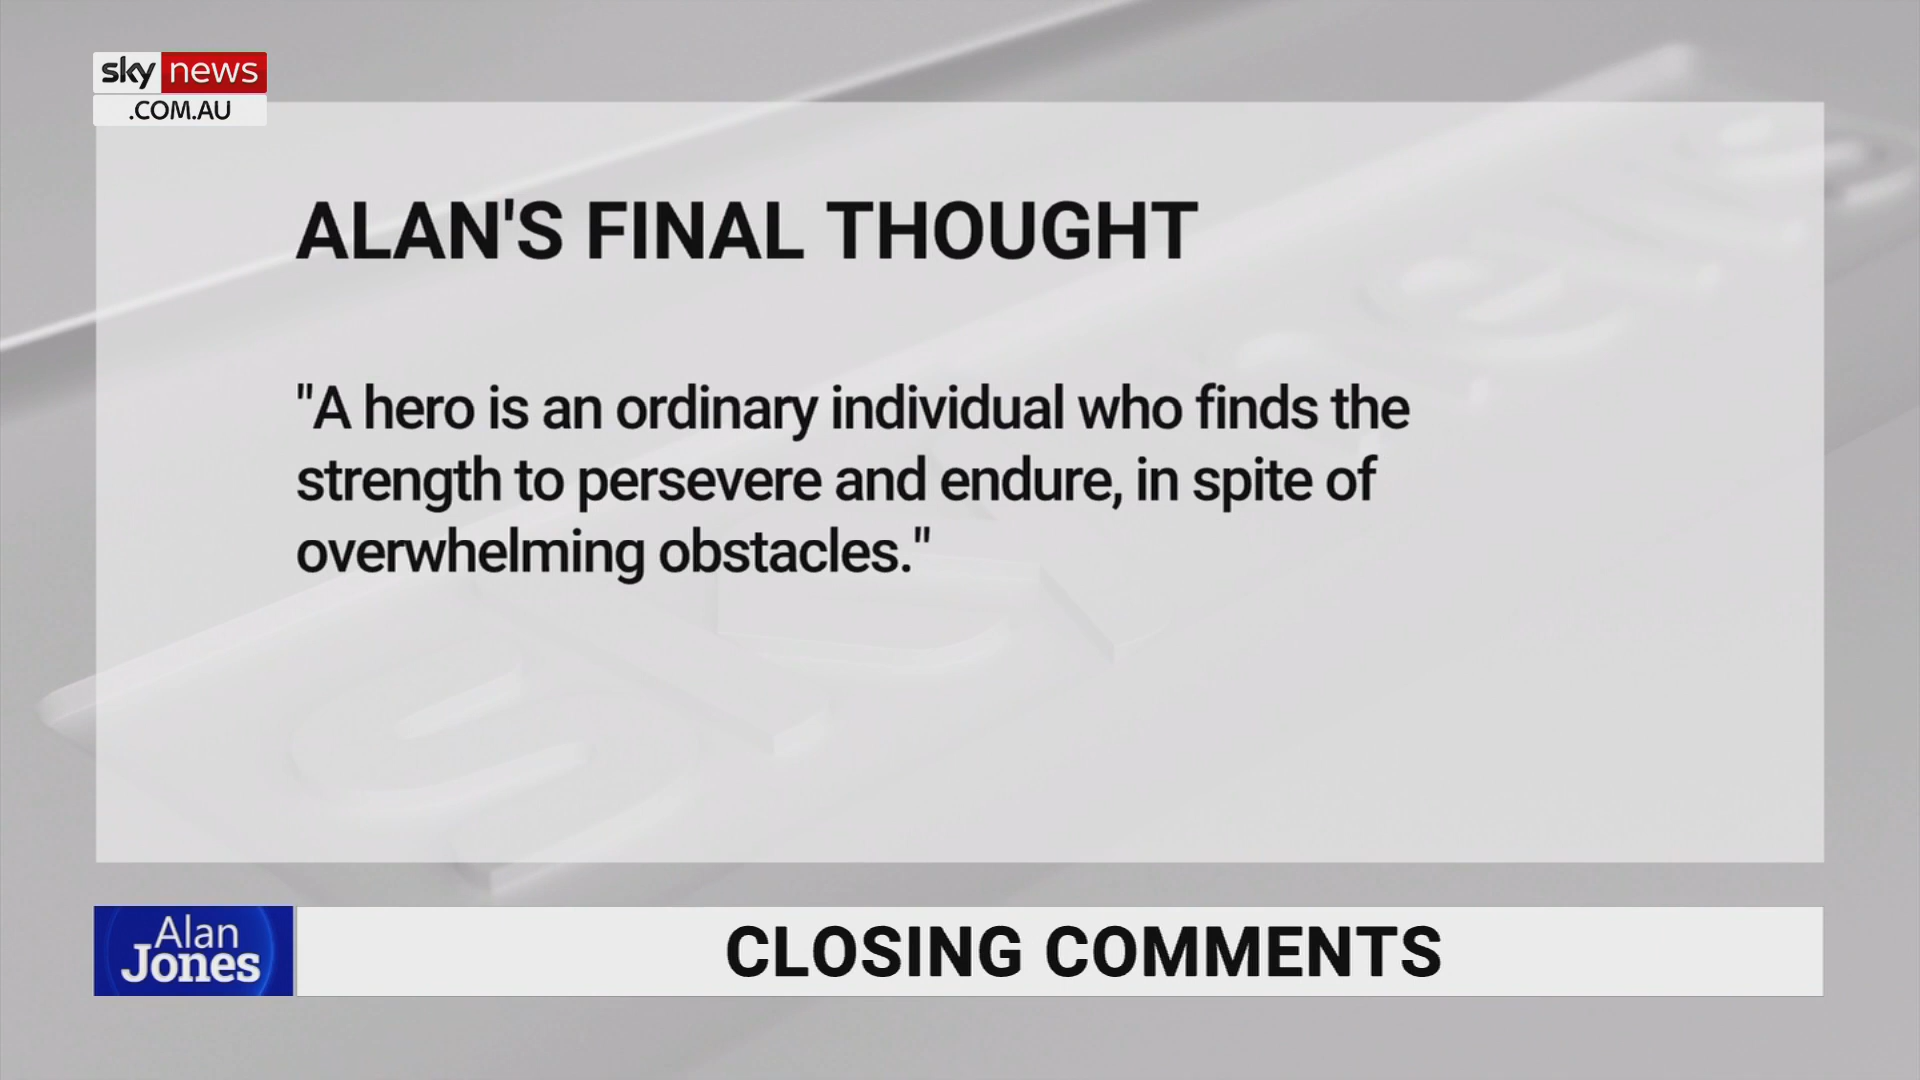 sky news
.COM.AU
ALAN'S FINAL THOUGHT
"A hero is an ordinary individual who finds the
strength to persevere and endure, in spite of
overwhelming obstacles."
Alan
Jones
CLOSING COMMENTS